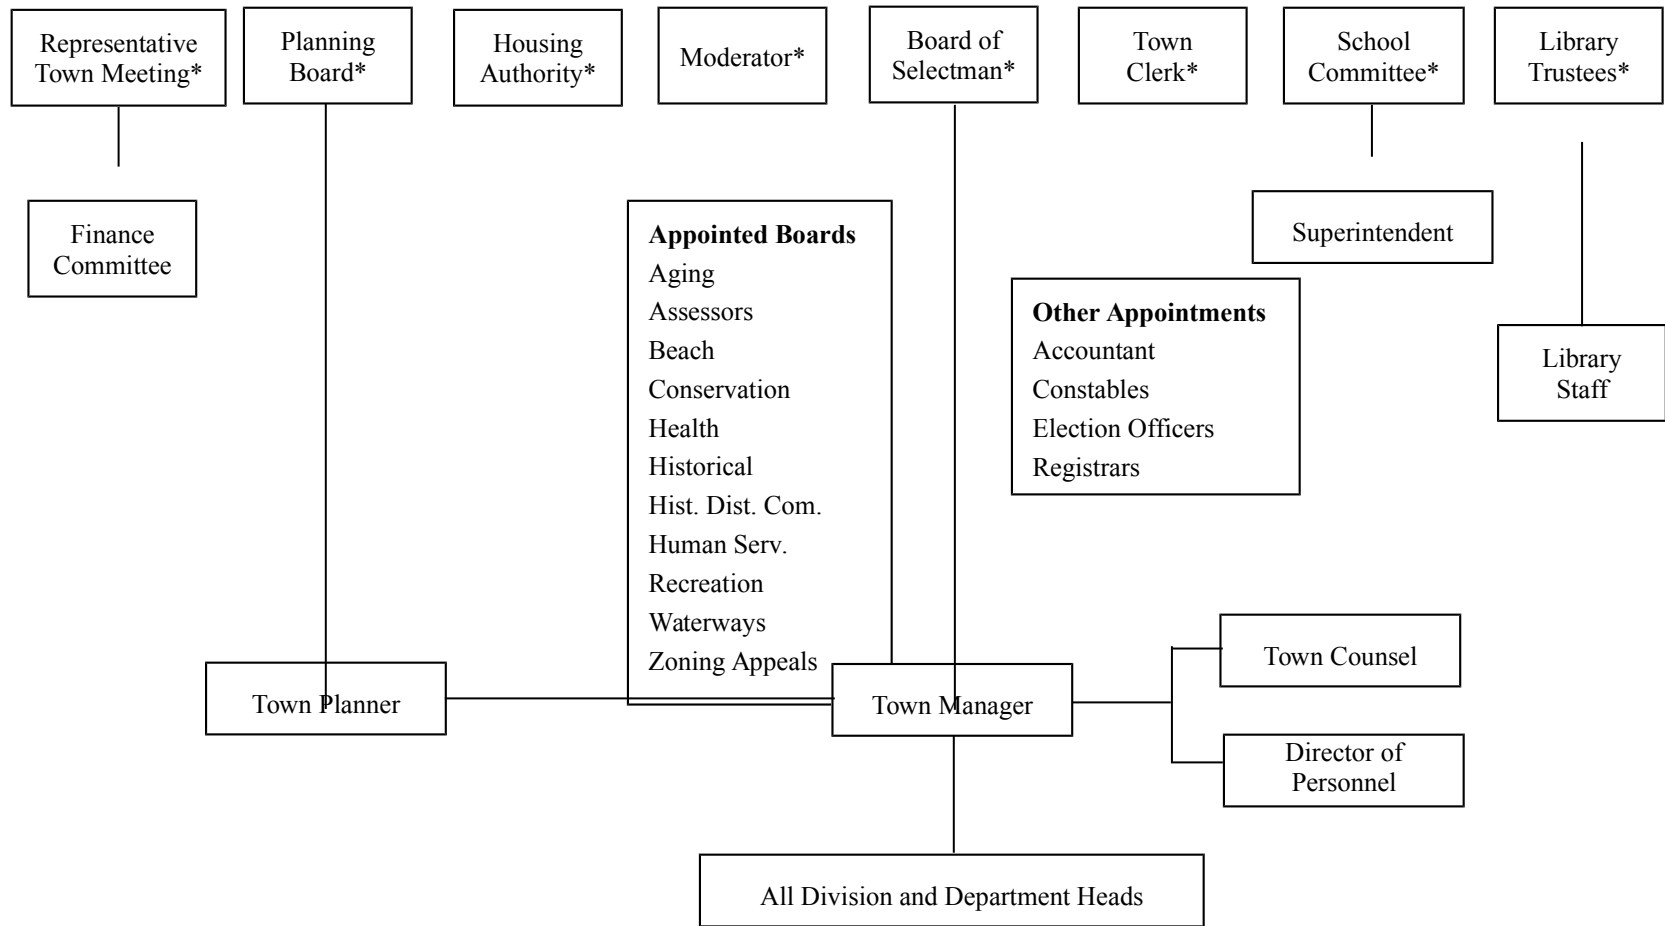 Representative
Town Meeting*
Planning
Board*
Housing
Authority*
Moderator*
Board of
Selectman*
Town
Clerk*
School
Committee*
Library
Trustees*
Finance
Committee
Appointed Boards
Aging
Assessors
Beach
Conservation
Health
Historical
Hist. Dist. Com.
Human Serv.
Recreation
Waterways
Zoning Appeals
Superintendent
Other Appointments
Accountant
Constables
Election Officers
Registrars
Library
Staff
Town Planner
Town Manager
Town Counsel
Director of
Personnel
All Division and Department Heads